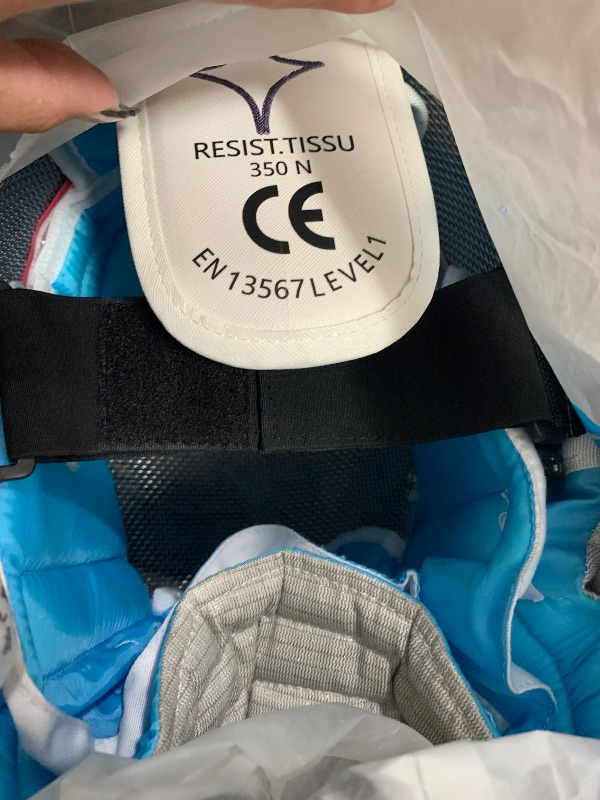 RESIST.TISSU
350 N
CE
EN 13567 LEVEL 1